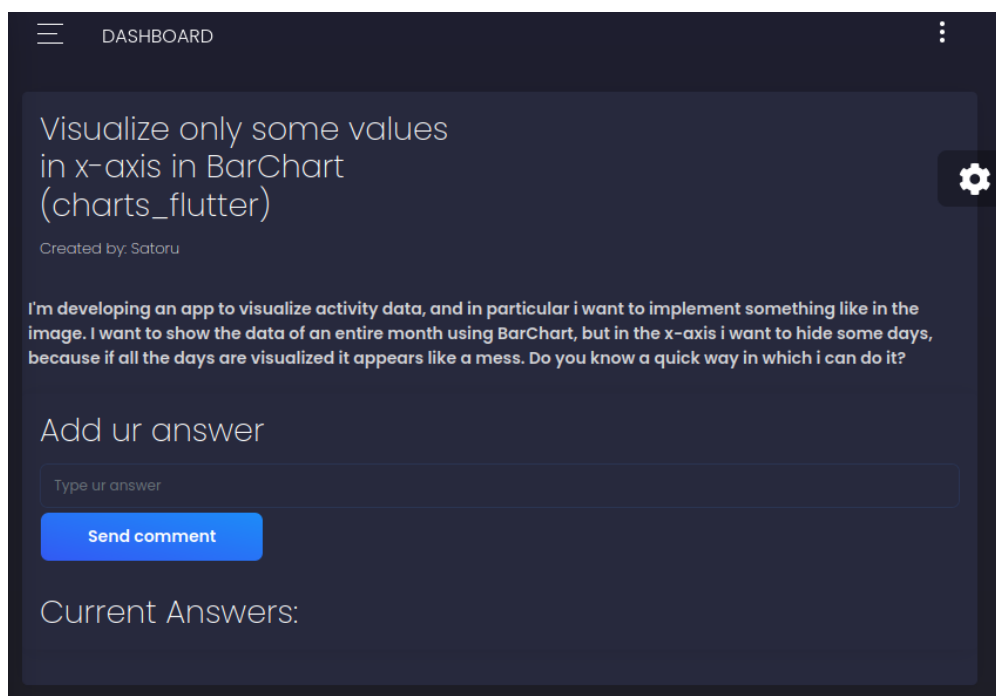 DASHBOARD
Visualize only some values
in x-axis in BarChart
(charts_flutter)
Created by: Satoru
I'm developing an app to visualize activity data, and in particular i want to implement something like in the
image. I want to show the data of an entire month using BarChart, but in the x-axis i want to hide some days,
because if all the days are visualized it appears like a mess. Do you know a quick way in which i can do it?
Add ur answer
Type ur answer
Send comment
Current Answers: